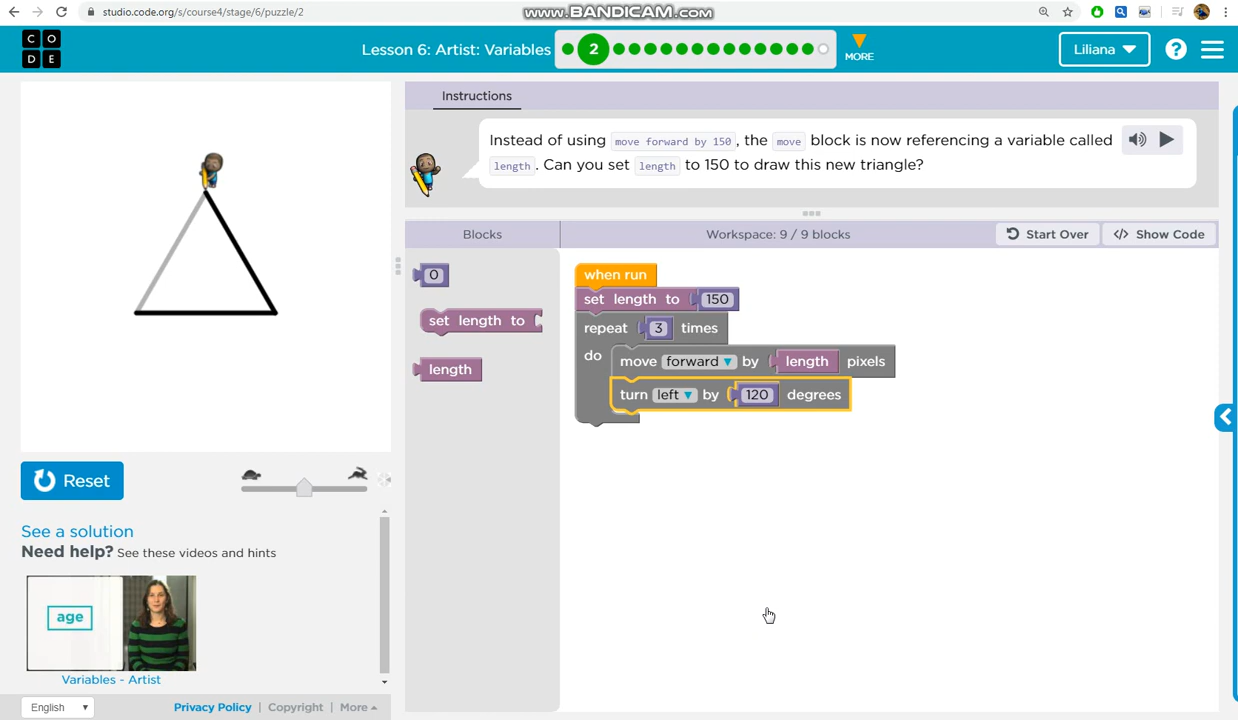 studio.code.org/s/course4/stage/6/puzzle/2
www.BANDICAM.com
C O
D E
Lesson 6: Artist: Variables
2
MORE
Liliana
?
Instructions
Instead of using move forward by 150, the move block is now referencing a variable called
length. Can you set length to 150 to draw this new triangle?
Blocks
Workspace: 9 / 9 blocks
Start Over
</> Show Code
0
set length to
length
when run
set length to 150
repeat 3 times
do
move forward by length pixels
turn left by 120 degrees
Reset
See a solution
Need help? See these videos and hints
age
Variables - Artist
English
Privacy Policy | Copyright | More